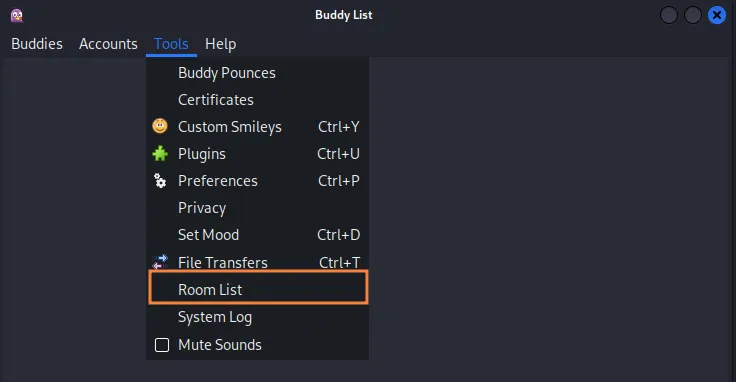 Buddy List
Buddies Accounts Tools Help
Buddy Pounces
Certificates
Custom Smileys Ctrl+Y
Plugins Ctrl+U
Preferences Ctrl+P
Privacy
Set Mood Ctrl+D
File Transfers Ctrl+T
Room List
System Log
Mute Sounds